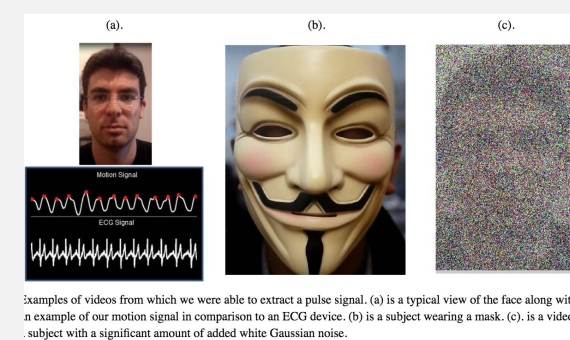 (a).
(b).
(c).
Motion Signal
ECG Signal
Examples of videos from which we were able to extract a pulse signal. (a) is a typical view of the face along wit
n example of our motion signal in comparison to an ECG device. (b) is a subject wearing a mask. (c). is a video
subject with a significant amount of added white Gaussian noise.